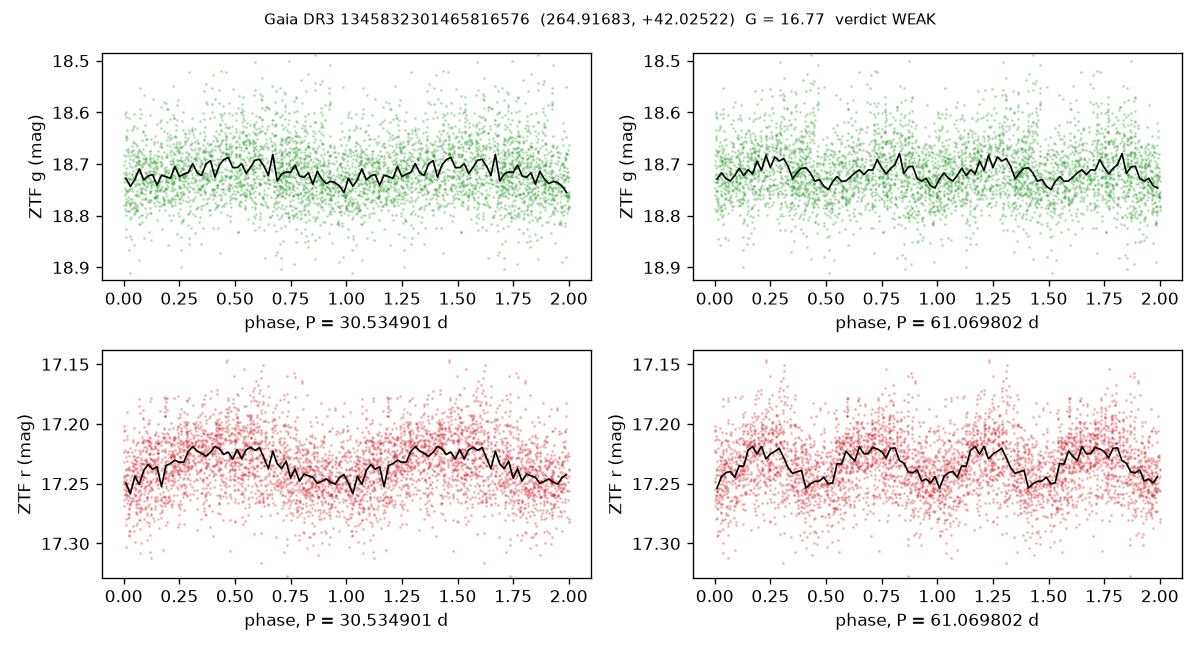 Gaia DR3 1345832301465816576  (264.91683, +42.02522)  G = 16.77  verdict WEAK
ZTF g (mag)
18.5
18.6
18.7
18.8
18.9
0.00 0.25 0.50 0.75 1.00 1.25 1.50 1.75 2.00
phase, P = 30.534901 d
ZTF g (mag)
18.5
18.6
18.7
18.8
18.9
0.00 0.25 0.50 0.75 1.00 1.25 1.50 1.75 2.00
phase, P = 61.069802 d
ZTF r (mag)
17.15
17.20
17.25
17.30
0.00 0.25 0.50 0.75 1.00 1.25 1.50 1.75 2.00
phase, P = 30.534901 d
ZTF r (mag)
17.15
17.20
17.25
17.30
0.00 0.25 0.50 0.75 1.00 1.25 1.50 1.75 2.00
phase, P = 61.069802 d